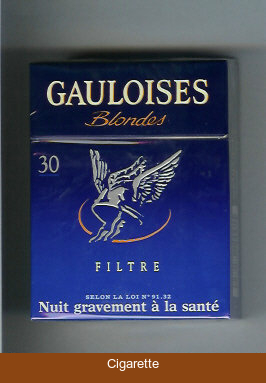 GAULOISES
Blondes
30
FILTRE
SELON LA LOI N° 91.32
Nuit gravement à la santé
Cigarette